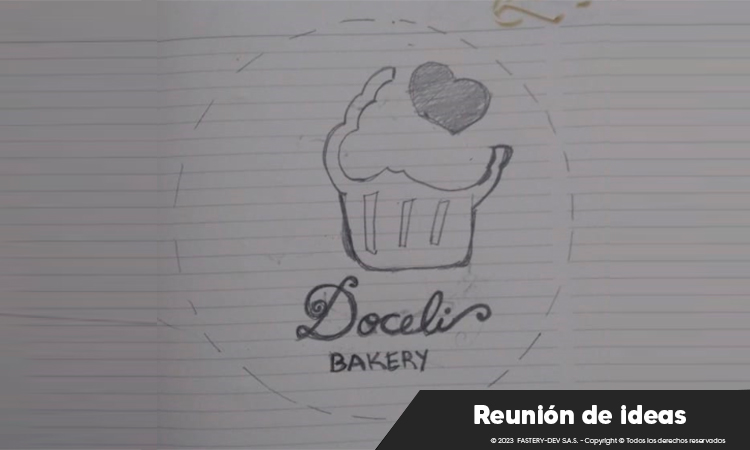 Doceli
BAKERY
Reunión de ideas
© 2023 FASTERY-DEV S.A.S. - Copyright © Todos los derechos reservados